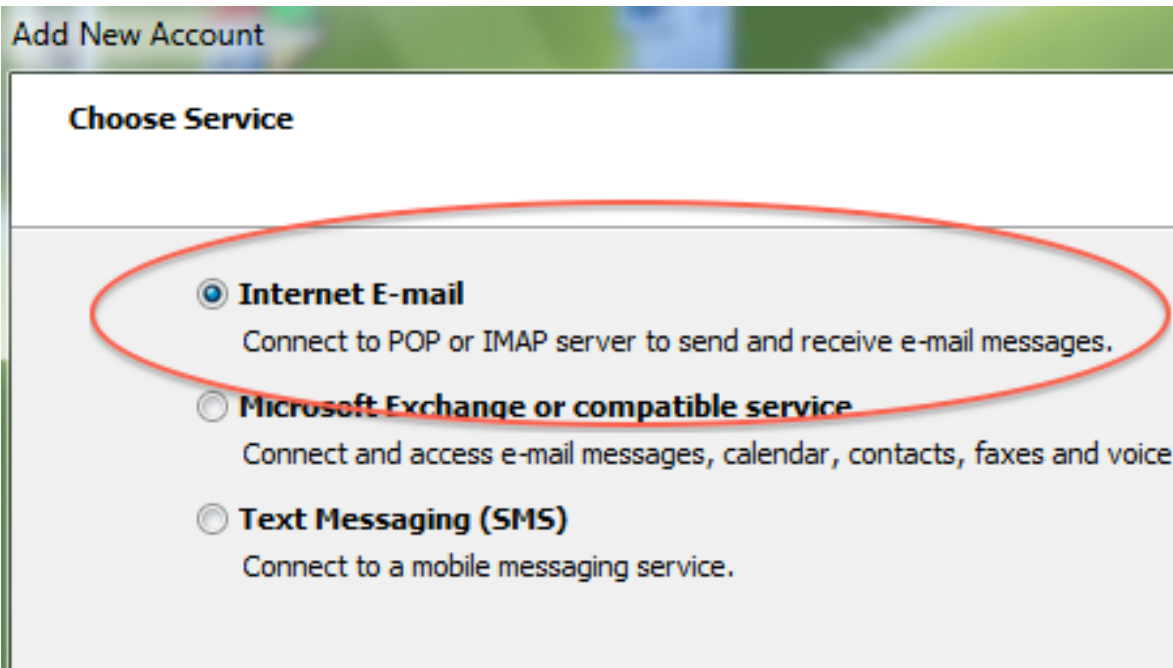 Add New Account
Choose Service
Internet E-mail
Connect to POP or IMAP server to send and receive e-mail messages.
Microsoft Exchange or compatible service
Connect and access e-mail messages, calendar, contacts, faxes and voice
Text Messaging (SMS)
Connect to a mobile messaging service.